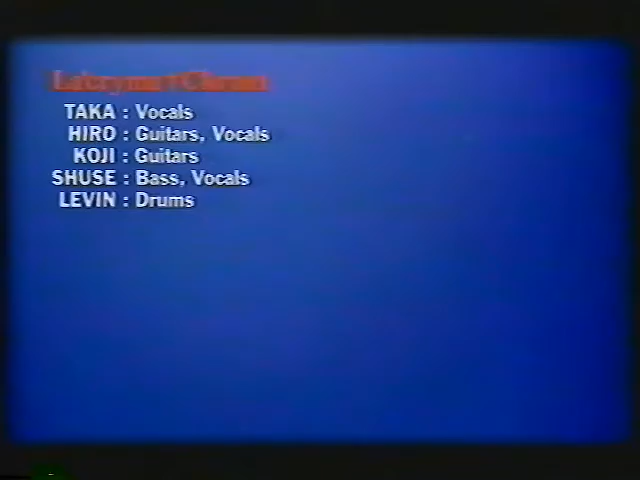 TAKA : Vocals
HIRO : Guitars, Vocals
KOJI : Guitars
SHUSE : Bass, Vocals
LEVIN : Drums